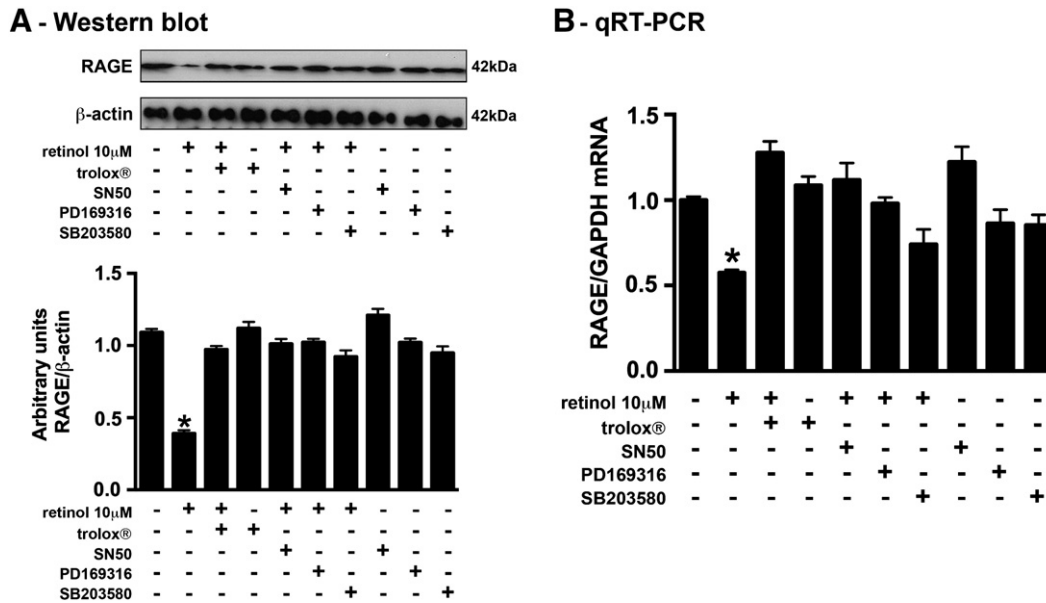 A - Western blot
RAGE 42kDa
β-actin 42kDa
retinol 10μM - + + - + + + - - -
trolox® - - + + - - - - - -
SN50 - - - - + - - + - -
PD169316 - - - - - + - - + -
SB203580 - - - - - - + - - +
Arbitrary units
RAGE/β-actin
1.5
1.0
0.5
0.0
*
retinol 10μM - + + - + + + - - -
trolox® - - + + - - - - - -
SN50 - - - - + - - + - -
PD169316 - - - - - + - - + -
SB203580 - - - - - - + - - +
B - qRT-PCR
RAGE/GAPDH mRNA
1.5
1.0
0.5
0.0
*
retinol 10μM - + + - + + + - - -
trolox® - - + + - - - - - -
SN50 - - - - + - - + - -
PD169316 - - - - - + - - + -
SB203580 - - - - - - + - - +